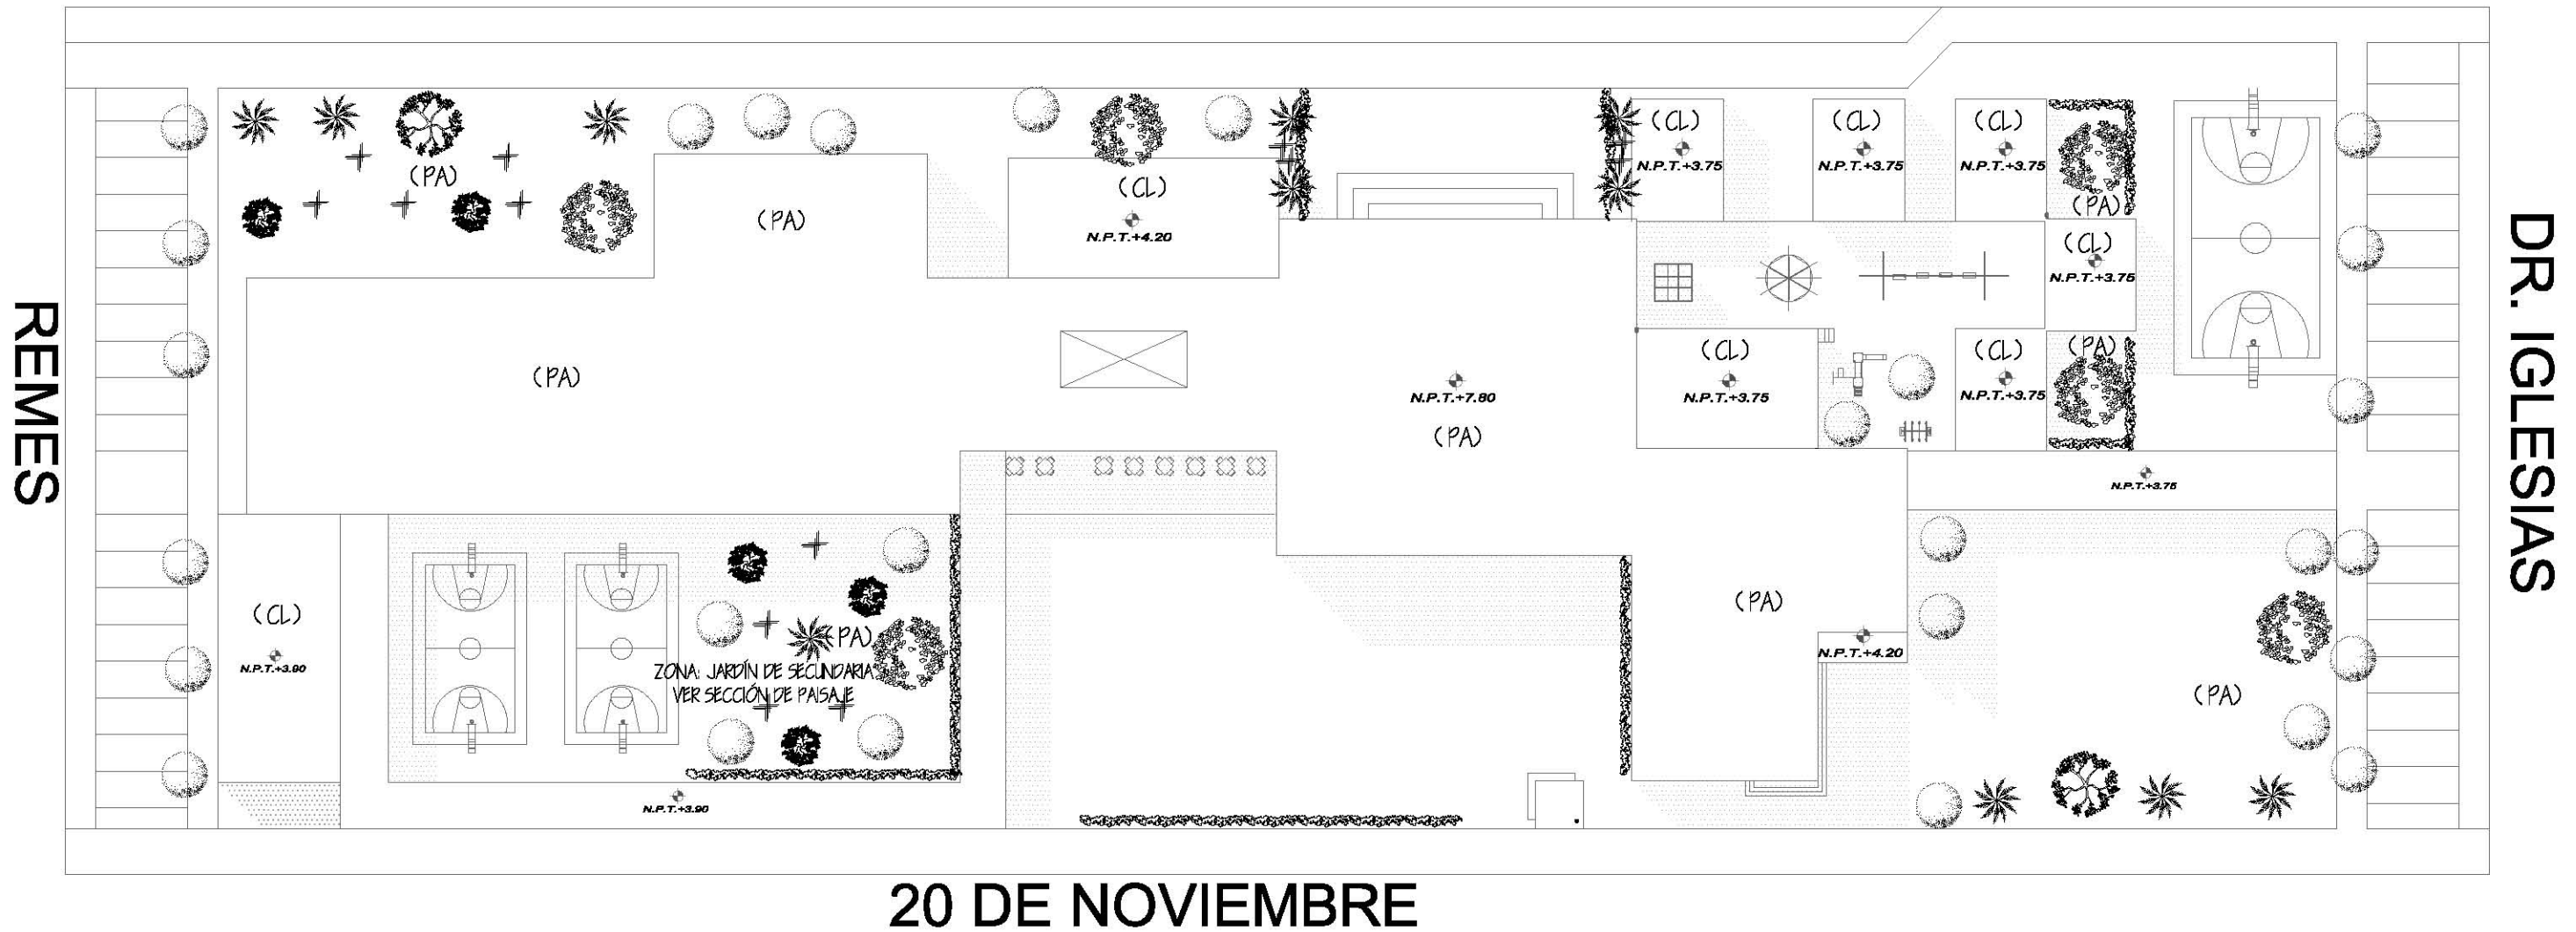 (CL)
(CL)
(CL)
N.P.T.+3.75
N.P.T.+3.75
N.P.T.+3.75
(PA)
(CL)
(PA)
(PA)
N.P.T.+4.20
(CL)
N.P.T.+3.75
REMES
DR. IGLESIAS
(PA)
(CL)
(CL)
(PA)
N.P.T.+7.80
N.P.T.+3.75
N.P.T.+3.75
(PA)
N.P.T.+3.75
(CL)
N.P.T.+3.90
(PA)
ZONA: JARDÍN DE SECUNDARIA
VER SECCIÓN DE PAISAJE
(PA)
N.P.T.+4.20
(PA)
N.P.T.+3.90
20 DE NOVIEMBRE